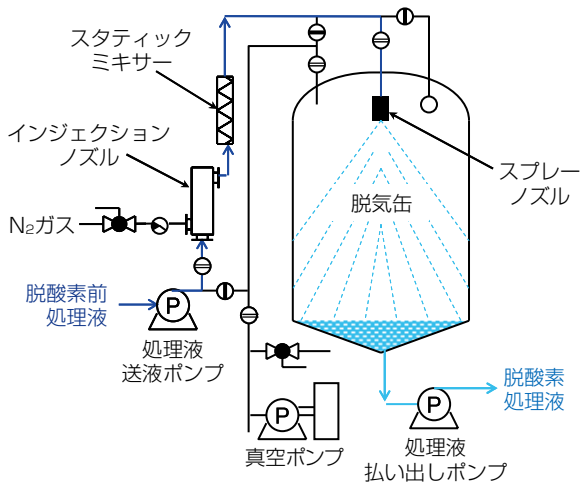 スタティック
ミキサー
インジェクション
ノズル
N₂ガス
脱酸素前
処理液
P
処理液
送液ポンプ
脱気缶
スプレー
ノズル
P
真空ポンプ
P
脱酸素
処理液
処理液
払い出しポンプ